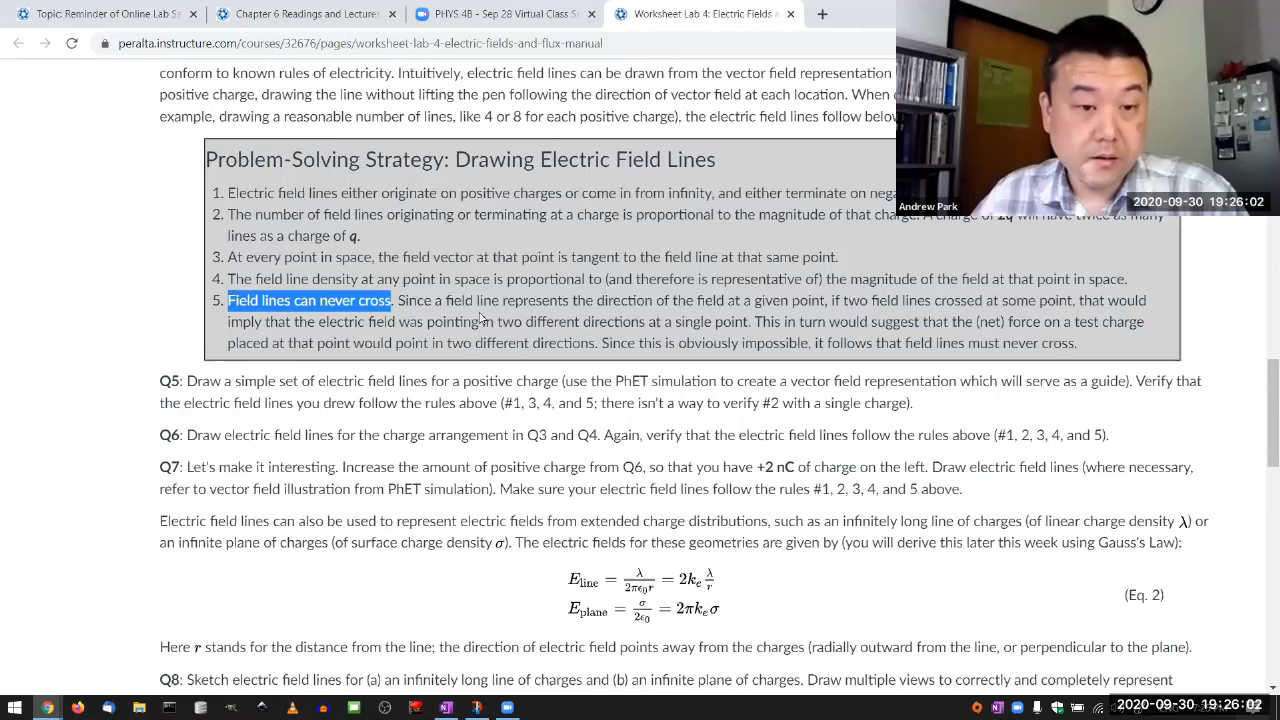 Topic: Reminder of Online Lab Se
Chapter 6 Readings and Lectures
PHYS 4B - Sep 28 Virtual Class Se
Worksheet Lab 4: Electric Fields a
peralta.instructure.com/courses/32676/pages/worksheet-lab-4-electric-fields-and-flux-manual
conform to known rules of electricity. Intuitively, electric field lines can be drawn from the vector field representation
positive charge, drawing the line without lifting the pen following the direction of vector field at each location. When
example, drawing a reasonable number of lines, like 4 or 8 for each positive charge), the electric field lines follow below
Andrew Park
2020-09-30 19:26:02
Problem-Solving Strategy: Drawing Electric Field Lines
1. Electric field lines either originate on positive charges or come in from infinity, and either terminate on nega
2. The number of field lines originating or terminating at a charge is proportional to the magnitude of that charge. A charge of 2q will have twice as many
lines as a charge of q.
3. At every point in space, the field vector at that point is tangent to the field line at that same point.
4. The field line density at any point in space is proportional to (and therefore is representative of) the magnitude of the field at that point in space.
5. Field lines can never cross. Since a field line represents the direction of the field at a given point, if two field lines crossed at some point, that would
imply that the electric field was pointing in two different directions at a single point. This in turn would suggest that the (net) force on a test charge
placed at that point would point in two different directions. Since this is obviously impossible, it follows that field lines must never cross.
Q5: Draw a simple set of electric field lines for a positive charge (use the PhET simulation to create a vector field representation which will serve as a guide). Verify that
the electric field lines you drew follow the rules above (#1, 3, 4, and 5; there isn't a way to verify #2 with a single charge).
Q6: Draw electric field lines for the charge arrangement in Q3 and Q4. Again, verify that the electric field lines follow the rules above (#1, 2, 3, 4, and 5).
Q7: Let's make it interesting. Increase the amount of positive charge from Q6, so that you have +2 nC of charge on the left. Draw electric field lines (where necessary,
refer to vector field illustration from PhET simulation). Make sure your electric field lines follow the rules #1, 2, 3, 4, and 5 above.
Electric field lines can also be used to represent electric fields from extended charge distributions, such as an infinitely long line of charges (of linear charge density λ) or
an infinite plane of charges (of surface charge density σ). The electric fields for these geometries are given by (you will derive this later this week using Gauss's Law):
E_line = λ/(2πϵ₀r) = 2kₑ λ/r
E_plane = σ/(2ϵ₀) = 2πkₑσ
(Eq. 2)
Here r stands for the distance from the line; the direction of electric field points away from the charges (radially outward from the line, or perpendicular to the plane).
Q8: Sketch electric field lines for (a) an infinitely long line of charges and (b) an infinite plane of charges. Draw multiple views to correctly and completely represent
2020-09-30 19:26:02